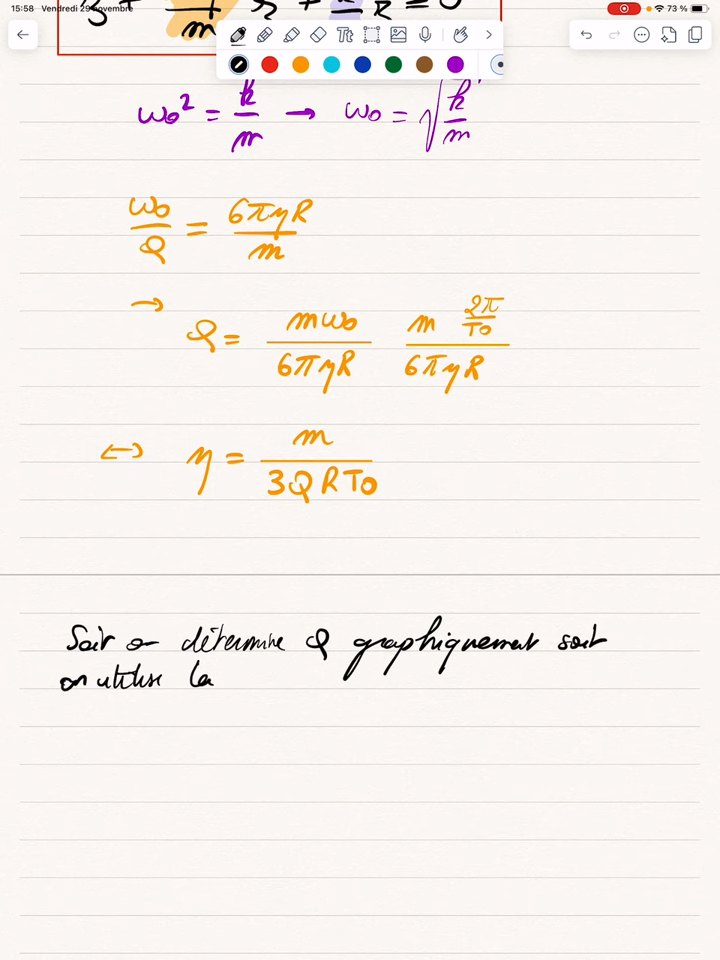 15:58 Vendredi 29 novembre 73 %
m
ω₀² = k/m → ω₀ = √(k/m)
ω₀/Q = 6πηR/m
→ Q = mω₀/6πηR m 2π/T₀ / 6πηR
↔ η = m/3QRT₀
Soit on détermine Q graphiquement soit
on utilise la